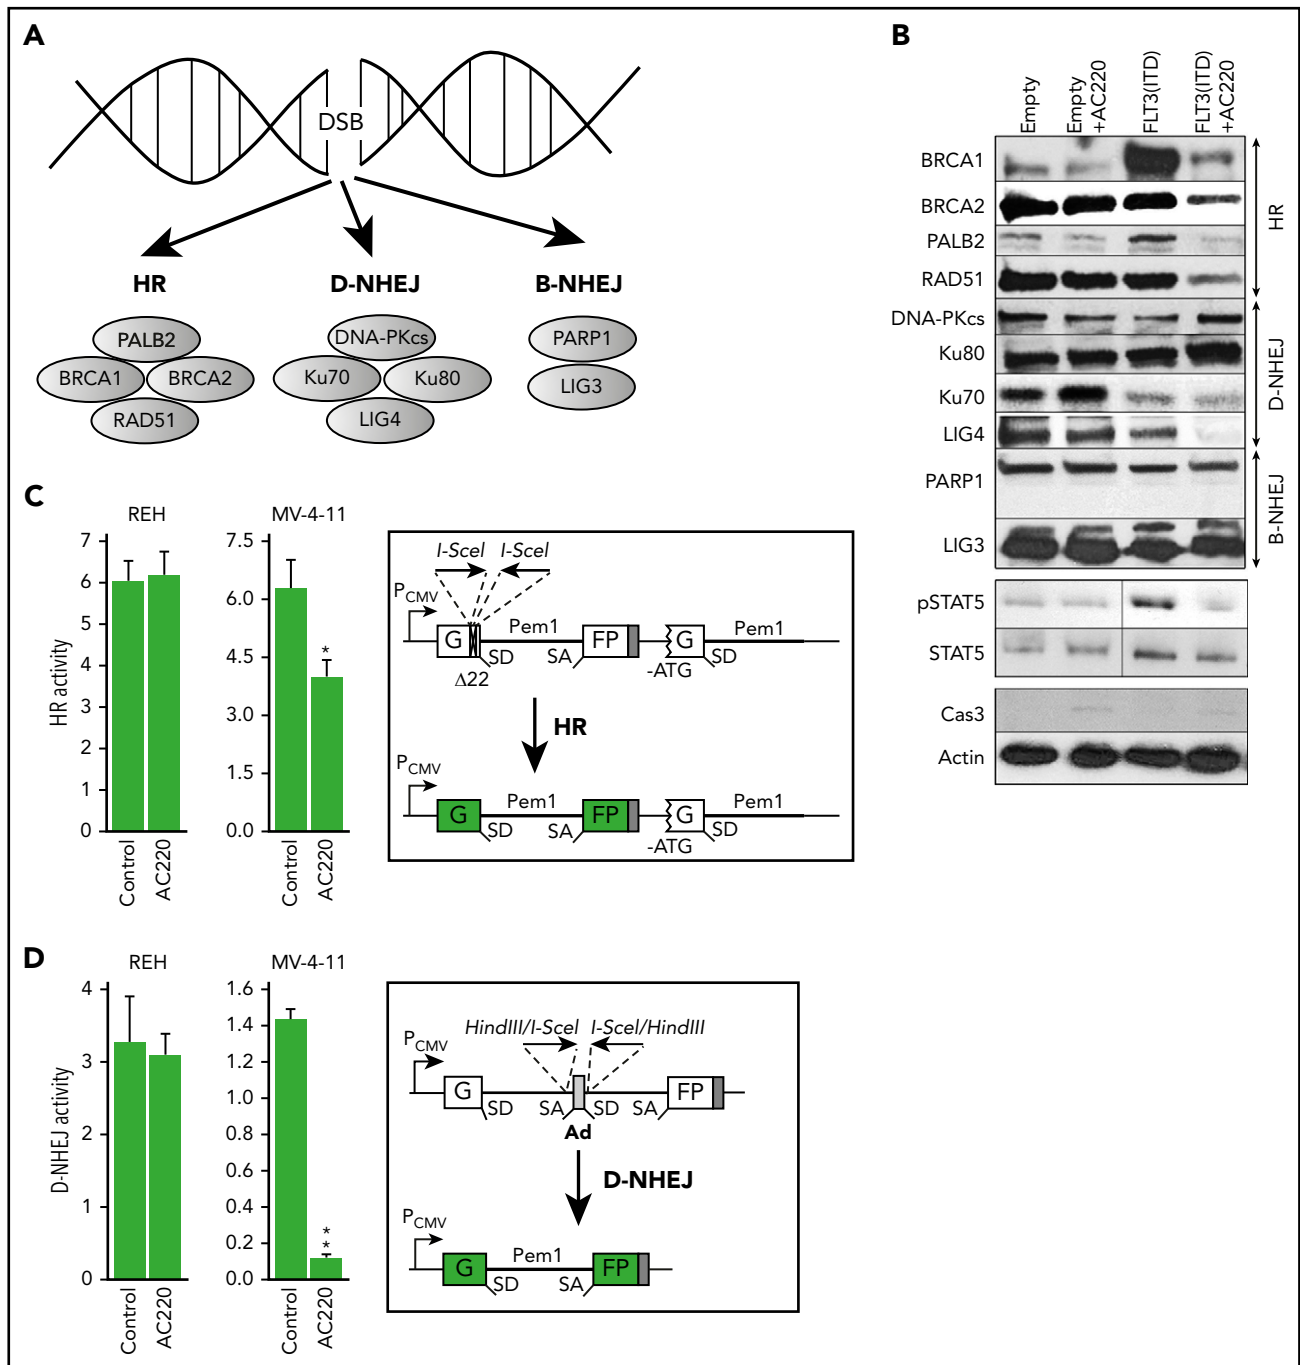 A
DSB
HR
D-NHEJ
B-NHEJ
PALB2
BRCA1
BRCA2
RAD51
DNA-PKcs
Ku70
Ku80
LIG4
PARP1
LIG3
B
Empty
Empty
+AC220
FLT3(ITD)
FLT3(ITD)
+AC220
BRCA1
BRCA2
PALB2
RAD51
DNA-PKcs
Ku80
Ku70
LIG4
PARP1
LIG3
pSTAT5
STAT5
Cas3
Actin
HR
D-NHEJ
B-NHEJ
C
REH
HR activity
7
6
5
4
3
2
1
0
Control
AC220
MV-4-11
7.5
6.0
4.5
3.0
1.5
0.0
*
Control
AC220
I-SceI I-SceI
PCMV
G
Pem1
FP
G
Pem1
SD
SA
-ATG
SD
Δ22
HR
PCMV
G
Pem1
FP
G
Pem1
SD
SA
-ATG
SD
D
REH
D-NHEJ activity
4
3
2
1
0
Control
AC220
MV-4-11
1.6
1.4
1.2
1.0
0.8
0.6
0.4
0.2
0.0
**
Control
AC220
HindIII/I-SceI I-SceI/HindIII
PCMV
G
FP
SD
SA
SD
SA
Ad
D-NHEJ
PCMV
G
Pem1
FP
SD
SA